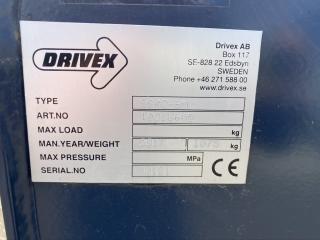 DRIVEX
Drivex AB
Box 117
SE-828 22 Edsbyn
SWEDEN
Phone +46 271 588 00
www.drivex.se
TYPE
ART.NO
MAX LOAD kg
MAN.YEAR/WEIGHT kg
MAX PRESSURE MPa
SERIAL.NO
CE